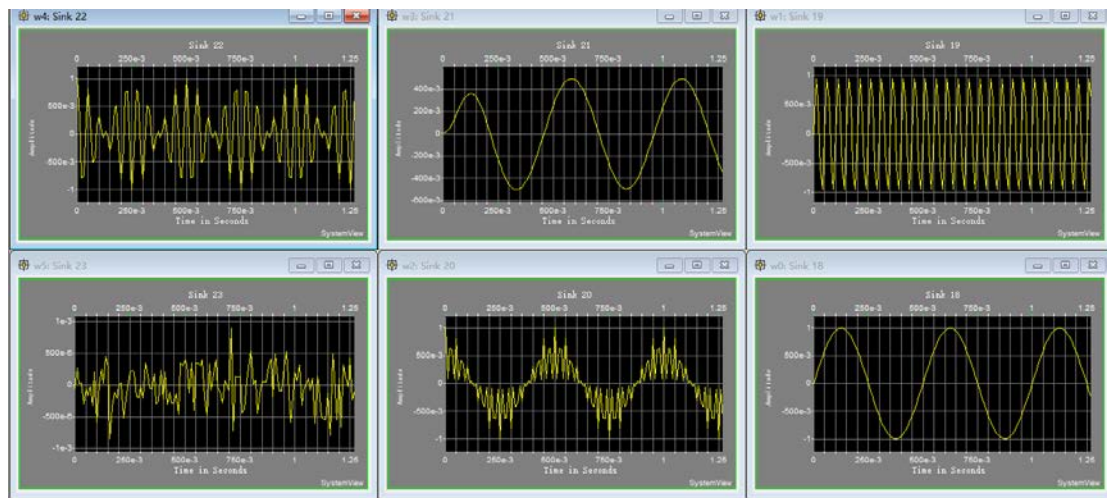 w4: Sink 22
Sink 22
0 250e-3 500e-3 750e-3 1 1.25
1
500e-3
0
-500e-3
-1
Amplitude
0 250e-3 500e-3 750e-3 1 1.25
Time in Seconds
SystemView
w3: Sink 21
Sink 21
0 250e-3 500e-3 750e-3 1 1.25
400e-3
200e-3
0
-200e-3
-400e-3
-600e-3
Amplitude
0 250e-3 500e-3 750e-3 1 1.25
Time in Seconds
SystemView
w1: Sink 19
Sink 19
0 250e-3 500e-3 750e-3 1 1.25
1
500e-3
0
-500e-3
-1
Amplitude
0 250e-3 500e-3 750e-3 1 1.25
Time in Seconds
SystemView
w5: Sink 23
Sink 23
0 250e-3 500e-3 750e-3 1 1.25
1e-3
500e-6
0
-500e-6
-1e-3
Amplitude
0 250e-3 500e-3 750e-3 1 1.25
Time in Seconds
SystemView
w2: Sink 20
Sink 20
0 250e-3 500e-3 750e-3 1 1.25
1
500e-3
0
-500e-3
-1
Amplitude
0 250e-3 500e-3 750e-3 1 1.25
Time in Seconds
SystemView
w0: Sink 18
Sink 18
0 250e-3 500e-3 750e-3 1 1.25
1
500e-3
0
-500e-3
-1
Amplitude
0 250e-3 500e-3 750e-3 1 1.25
Time in Seconds
SystemView